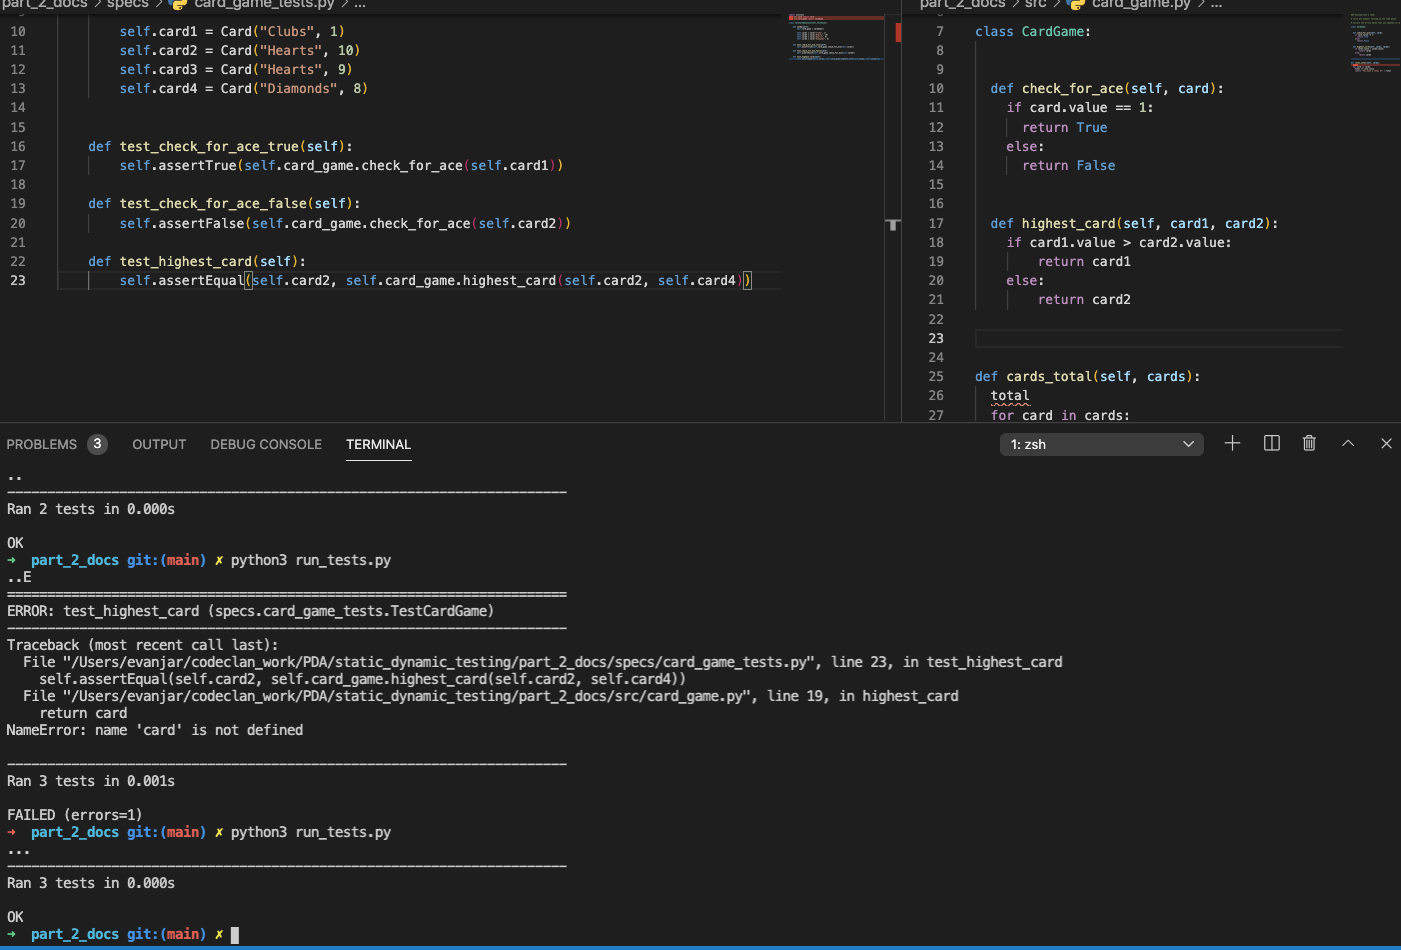 part_2_docs > specs > card_game_tests.py > ...
10 self.card1 = Card("Clubs", 1)
11 self.card2 = Card("Hearts", 10)
12 self.card3 = Card("Hearts", 9)
13 self.card4 = Card("Diamonds", 8)
14
15
16 def test_check_for_ace_true(self):
17 self.assertTrue(self.card_game.check_for_ace(self.card1))
18
19 def test_check_for_ace_false(self):
20 self.assertFalse(self.card_game.check_for_ace(self.card2))
21
22 def test_highest_card(self):
23 self.assertEqual(self.card2, self.card_game.highest_card(self.card2, self.card4))
part_2_docs > src > card_game.py > ...
7 class CardGame:
8
9
10 def check_for_ace(self, card):
11 if card.value == 1:
12 return True
13 else:
14 return False
15
16
17 def highest_card(self, card1, card2):
18 if card1.value > card2.value:
19 return card1
20 else:
21 return card2
22
23
24
25 def cards_total(self, cards):
26 total
27 for card in cards:
PROBLEMS 3 OUTPUT DEBUG CONSOLE TERMINAL 1: zsh
..
----------------------------------------------------------------------
Ran 2 tests in 0.000s
OK
→ part_2_docs git:(main) ✗ python3 run_tests.py
..E
======================================================================
ERROR: test_highest_card (specs.card_game_tests.TestCardGame)
----------------------------------------------------------------------
Traceback (most recent call last):
File "/Users/evanjar/codeclan_work/PDA/static_dynamic_testing/part_2_docs/specs/card_game_tests.py", line 23, in test_highest_card
self.assertEqual(self.card2, self.card_game.highest_card(self.card2, self.card4))
File "/Users/evanjar/codeclan_work/PDA/static_dynamic_testing/part_2_docs/src/card_game.py", line 19, in highest_card
return card
NameError: name 'card' is not defined
----------------------------------------------------------------------
Ran 3 tests in 0.001s
FAILED (errors=1)
→ part_2_docs git:(main) ✗ python3 run_tests.py
...
----------------------------------------------------------------------
Ran 3 tests in 0.000s
OK
→ part_2_docs git:(main) ✗